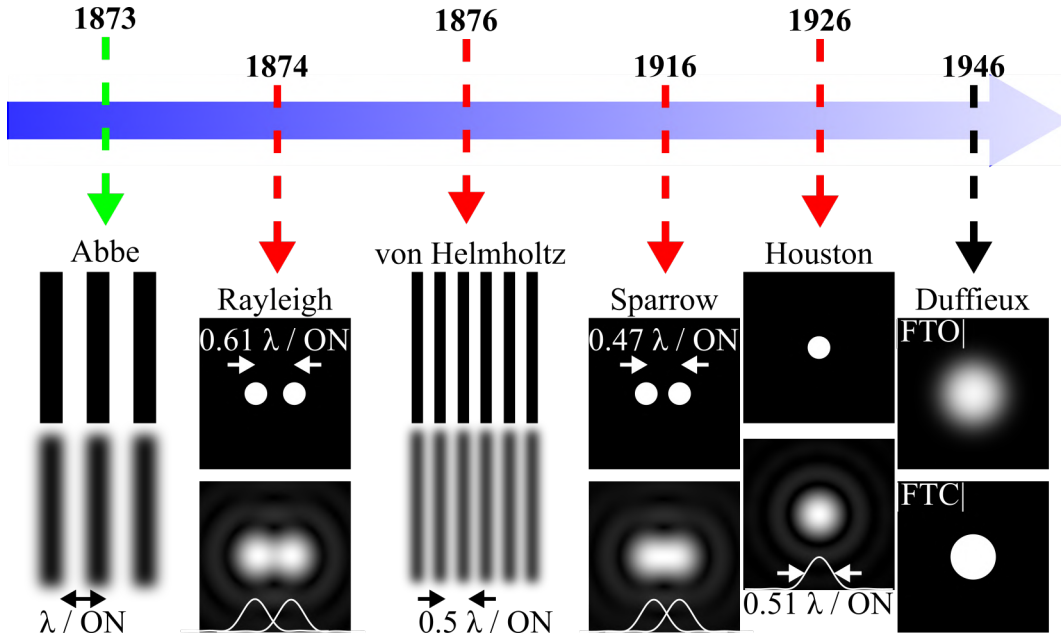 1873
1874
1876
1916
1926
1946
Abbe
λ / ON
Rayleigh
0.61 λ / ON
von Helmholtz
0.5 λ / ON
Sparrow
0.47 λ / ON
Houston
0.51 λ / ON
Duffieux
|FTO|
|FTC|